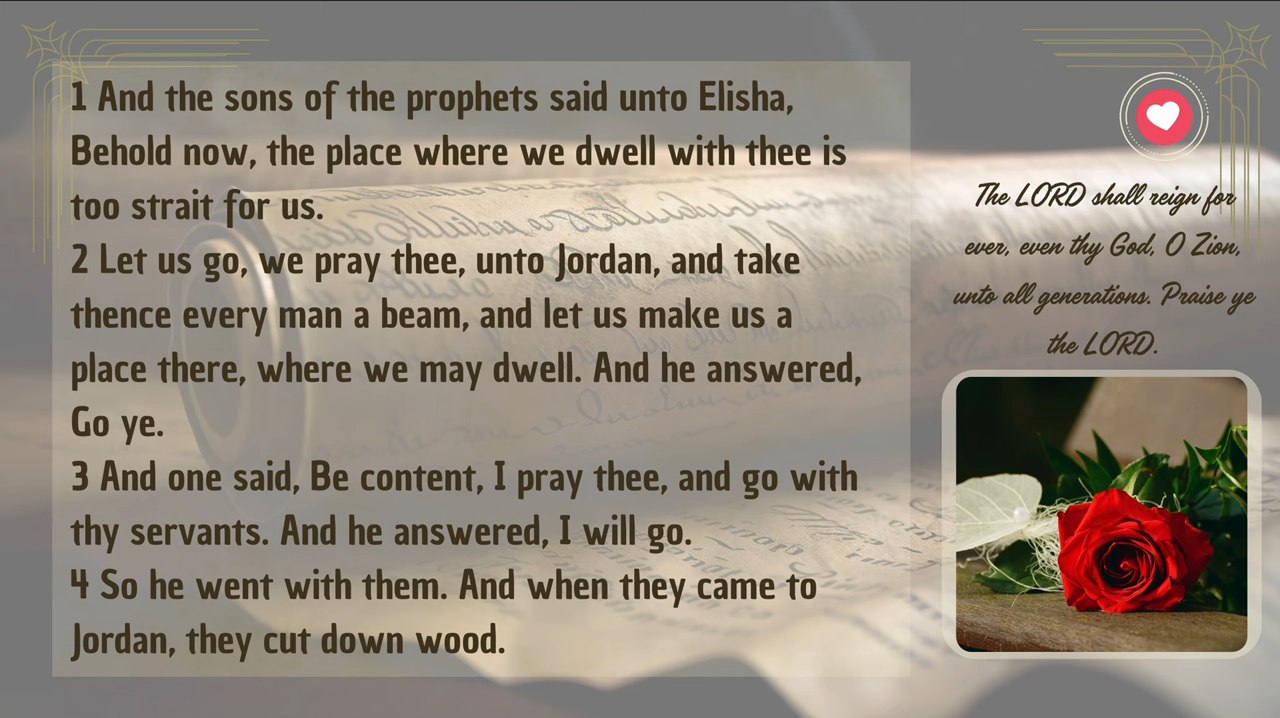 1 And the sons of the prophets said unto Elisha,
Behold now, the place where we dwell with thee is
too strait for us.
2 Let us go, we pray thee, unto Jordan, and take
thence every man a beam, and let us make us a
place there, where we may dwell. And he answered,
Go ye.
3 And one said, Be content, I pray thee, and go with
thy servants. And he answered, I will go.
4 So he went with them. And when they came to
Jordan, they cut down wood.
The LORD shall reign for
ever, even thy God, O Zion,
unto all generations. Praise ye
the LORD.